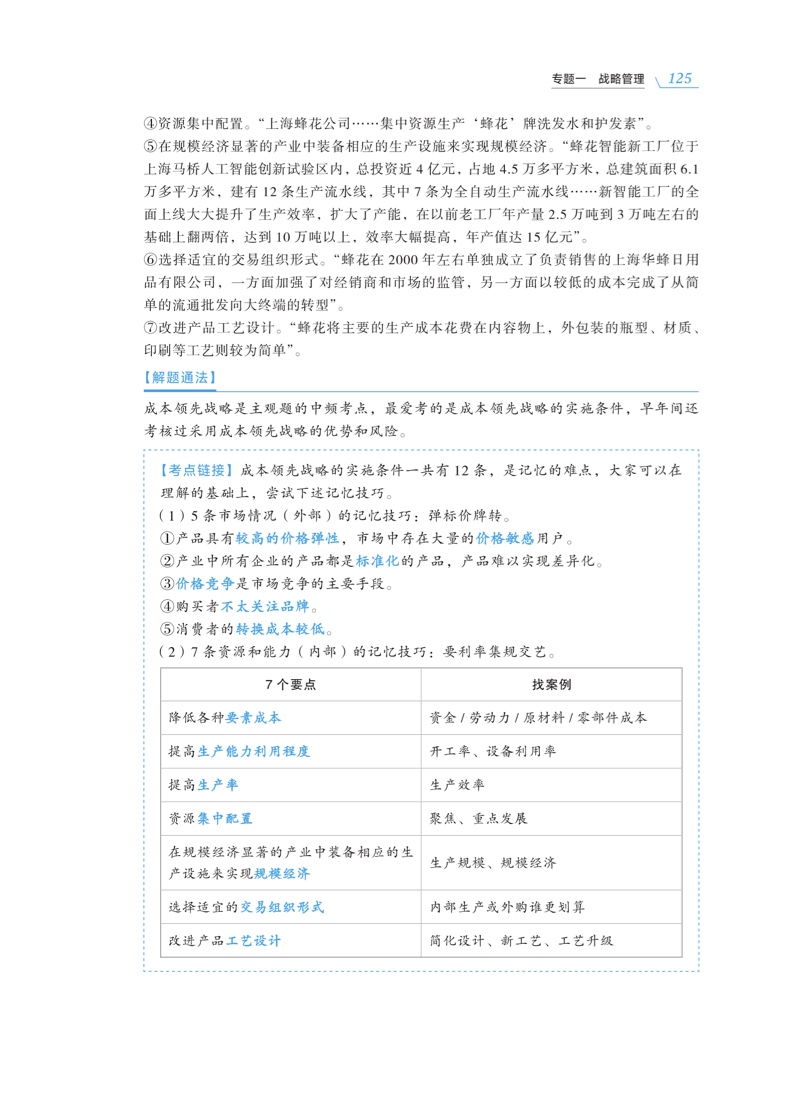 专题一 战略管理 125
④资源集中配置。“上海蜂花公司……集中资源生产‘蜂花’牌洗发水和护发素”。
⑤在规模经济显著的产业中装备相应的生产设施来实现规模经济。“蜂花智能新工厂位于
上海马桥人工智能创新试验区内，总投资近 4 亿元，占地 4.5 万多平方米，总建筑面积 6.1
万多平方米，建有 12 条生产流水线，其中 7 条为全自动生产流水线……新智能工厂的全
面上线大大提升了生产效率，扩大了产能，在以前老工厂年产量 2.5 万吨到 3 万吨左右的
基础上翻两倍，达到 10 万吨以上，效率大幅提高，年产值达 15 亿元”。
⑥选择适宜的交易组织形式。“蜂花在 2000 年左右单独成立了负责销售的上海华蜂日用
品有限公司，一方面加强了对经销商和市场的监管，另一方面以较低的成本完成了从简
单的流通批发向大终端的转型”。
⑦改进产品工艺设计。“蜂花将主要的生产成本花费在内容物上，外包装的瓶型、材质、
印刷等工艺则较为简单”。
【解题通法】
成本领先战略是主观题的中频考点，最爱考的是成本领先战略的实施条件，早年间还
考核过采用成本领先战略的优势和风险。
【考点链接】成本领先战略的实施条件一共有 12 条，是记忆的难点，大家可以在
理解的基础上，尝试下述记忆技巧。
（1）5 条市场情况（外部）的记忆技巧：弹标价牌转。
①产品具有较高的价格弹性，市场中存在大量的价格敏感用户。
②产业中所有企业的产品都是标准化的产品，产品难以实现差异化。
③价格竞争是市场竞争的主要手段。
④购买者不太关注品牌。
⑤消费者的转换成本较低。
（2）7 条资源和能力（内部）的记忆技巧：要利率集规交艺。
7 个要点 找案例
降低各种要素成本 资金 / 劳动力 / 原材料 / 零部件成本
提高生产能力利用程度 开工率、设备利用率
提高生产率 生产效率
资源集中配置 聚焦、重点发展
在规模经济显著的产业中装备相应的生
产设施来实现规模经济 生产规模、规模经济
选择适宜的交易组织形式 内部生产或外购谁更划算
改进产品工艺设计 简化设计、新工艺、工艺升级